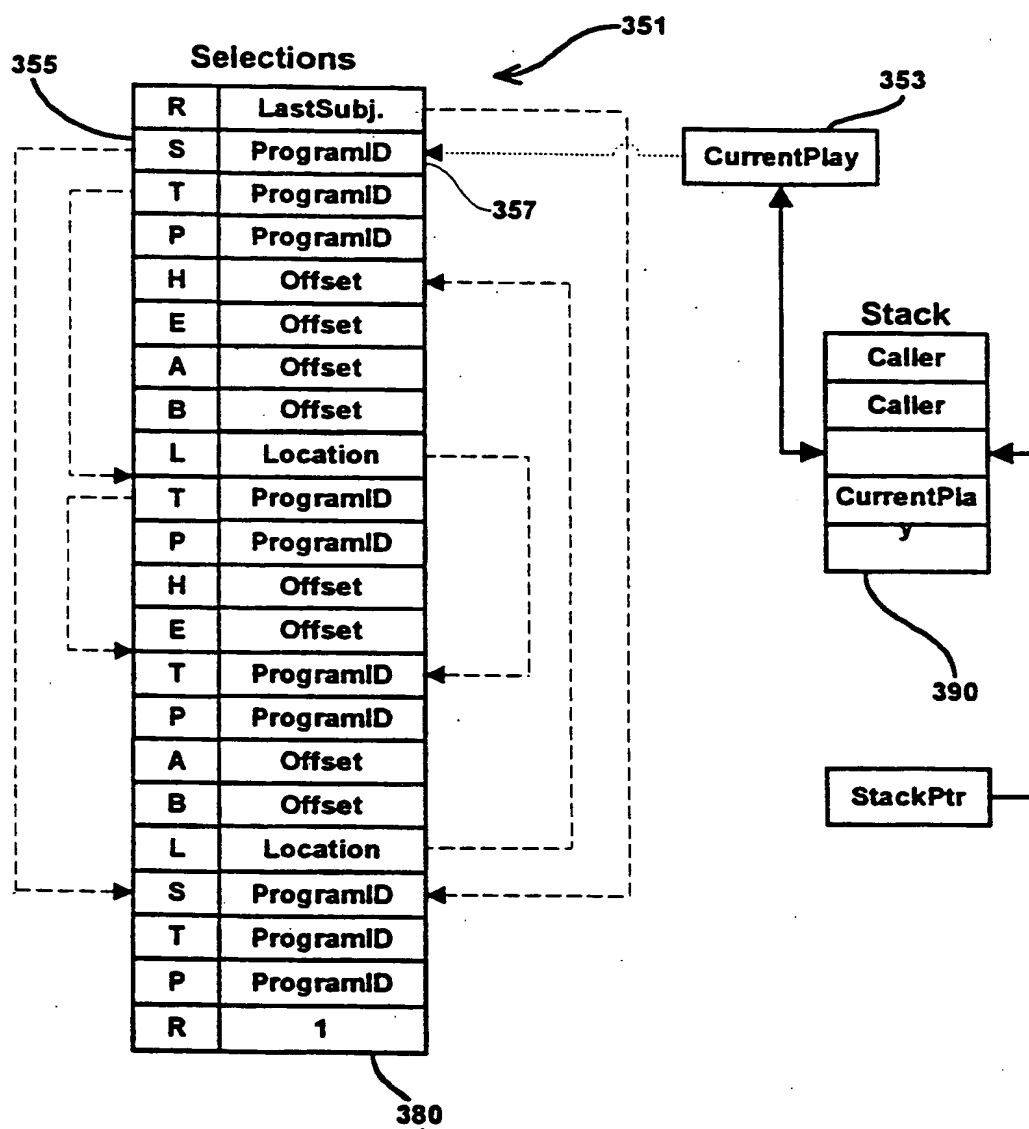 351
Selections
355
353
R LastSubj.
S ProgramID
CurrentPlay
T ProgramID
357
P ProgramID
H Offset
E Offset
Stack
A Offset
Caller
B Offset
Caller
L Location
T ProgramID
CurrentPla
y
P ProgramID
H Offset
E Offset
T ProgramID
390
P ProgramID
A Offset
B Offset
StackPtr
L Location
S ProgramID
T ProgramID
P ProgramID
R 1
380